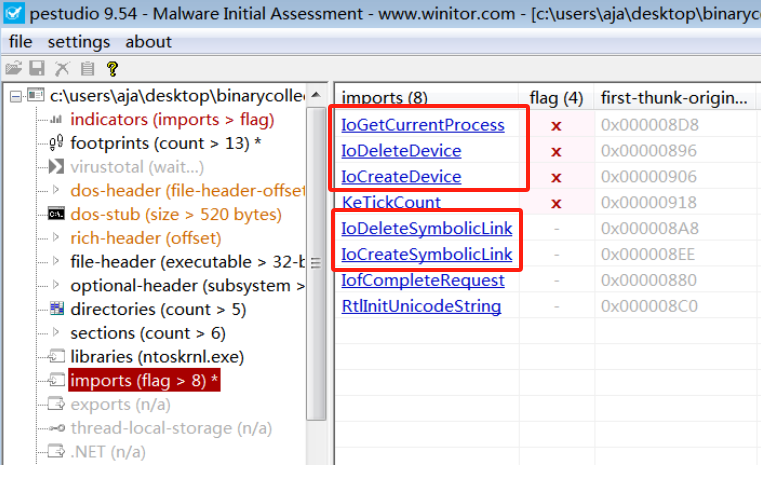 pestudio 9.54 - Malware Initial Assessment - www.winitor.com - [c:\users\aja\desktop\binaryco
file settings about
c:\users\aja\desktop\binarycolle
indicators (imports > flag)
footprints (count > 13) *
virustotal (wait...)
dos-header (file-header-offset
dos-stub (size > 520 bytes)
rich-header (offset)
file-header (executable > 32-b
optional-header (subsystem >
directories (count > 5)
sections (count > 6)
libraries (ntoskrnl.exe)
imports (flag > 8) *
exports (n/a)
thread-local-storage (n/a)
.NET (n/a)
imports (8) flag (4) first-thunk-origin...
IoGetCurrentProcess x 0x000008D8
IoDeleteDevice x 0x00000896
IoCreateDevice x 0x00000906
KeTickCount x 0x00000918
IoDeleteSymbolicLink - 0x000008A8
IoCreateSymbolicLink - 0x000008EE
IofCompleteRequest - 0x00000880
RtlInitUnicodeString - 0x000008C0